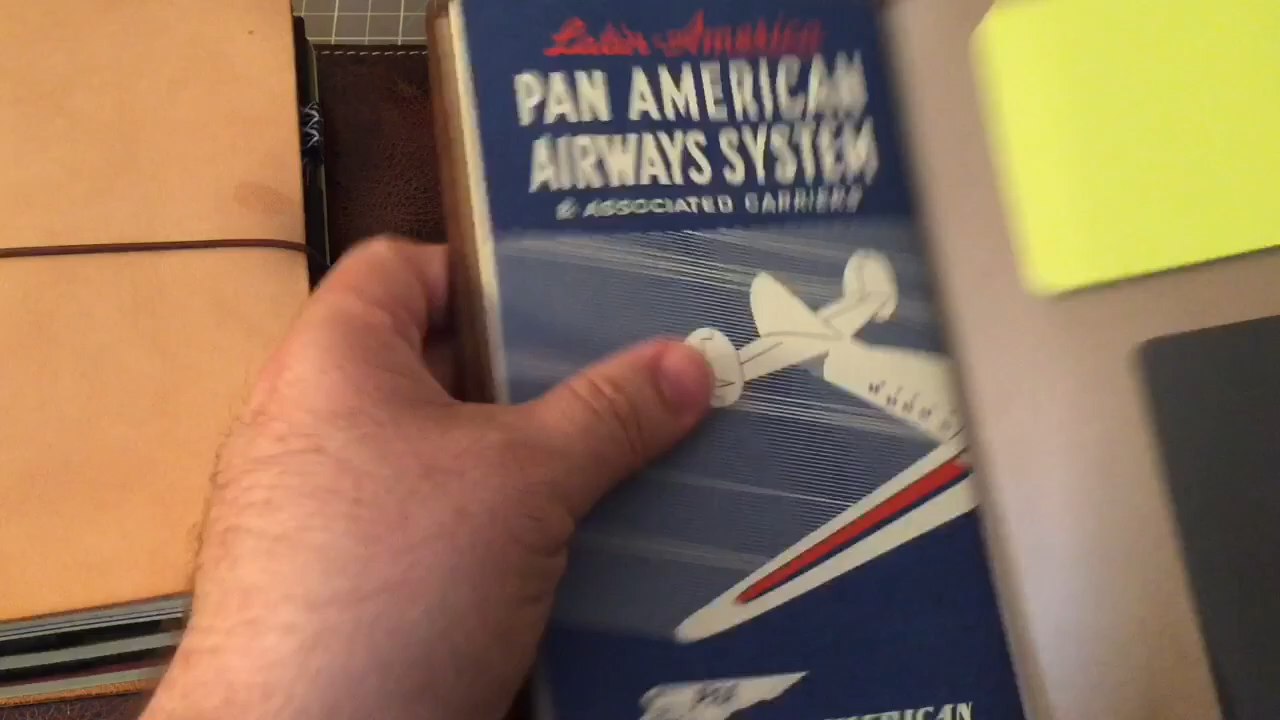 Latin America
PAN AMERICAN
AIRWAYS SYSTEM
& ASSOCIATED CARRIERS